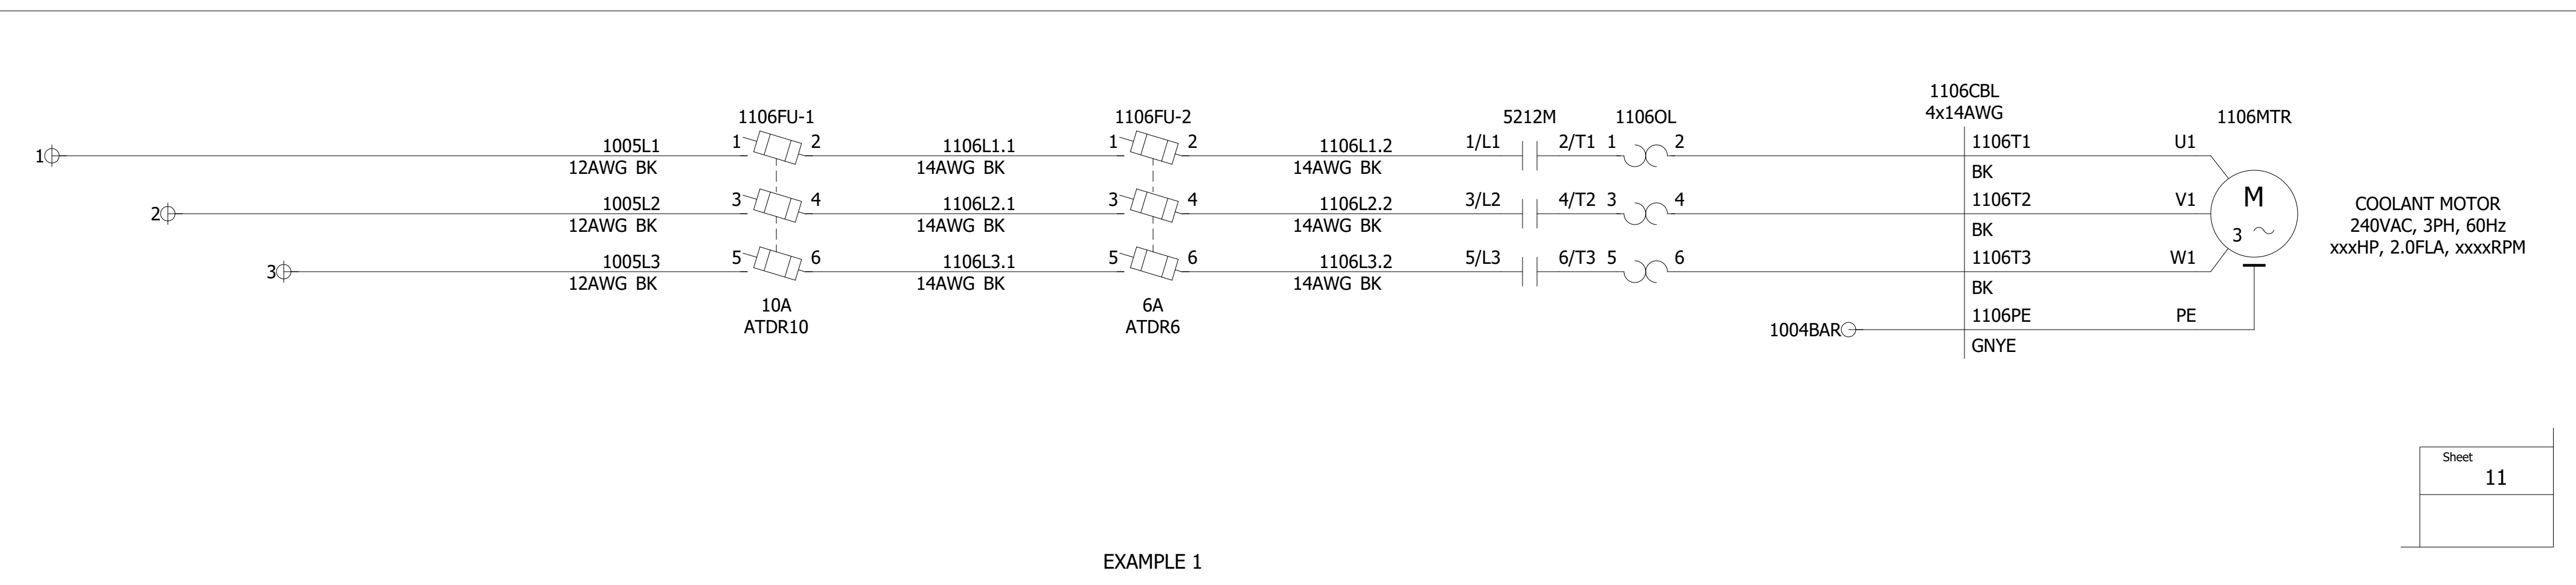 1106CBL
4x14AWG
1106FU-1 1106FU-2 5212M 1106OL 1106MTR
1 1005L1 1 2 1106L1.1 1 2 1106L1.2 1/L1 2/T1 1 2 1106T1 U1
12AWG BK 14AWG BK 14AWG BK BK
2 1005L2 3 4 1106L2.1 3 4 1106L2.2 3/L2 4/T2 3 4 1106T2 V1 M
12AWG BK 14AWG BK 14AWG BK BK 3 ~
3 1005L3 5 6 1106L3.1 5 6 1106L3.2 5/L3 6/T3 5 6 1106T3 W1
12AWG BK 14AWG BK 14AWG BK BK
COOLANT MOTOR
240VAC, 3PH, 60Hz
xxxHP, 2.0FLA, xxxxRPM
10A 6A
ATDR10 ATDR6
1004BAR 1106PE PE
GNYE
Sheet
11
EXAMPLE 1